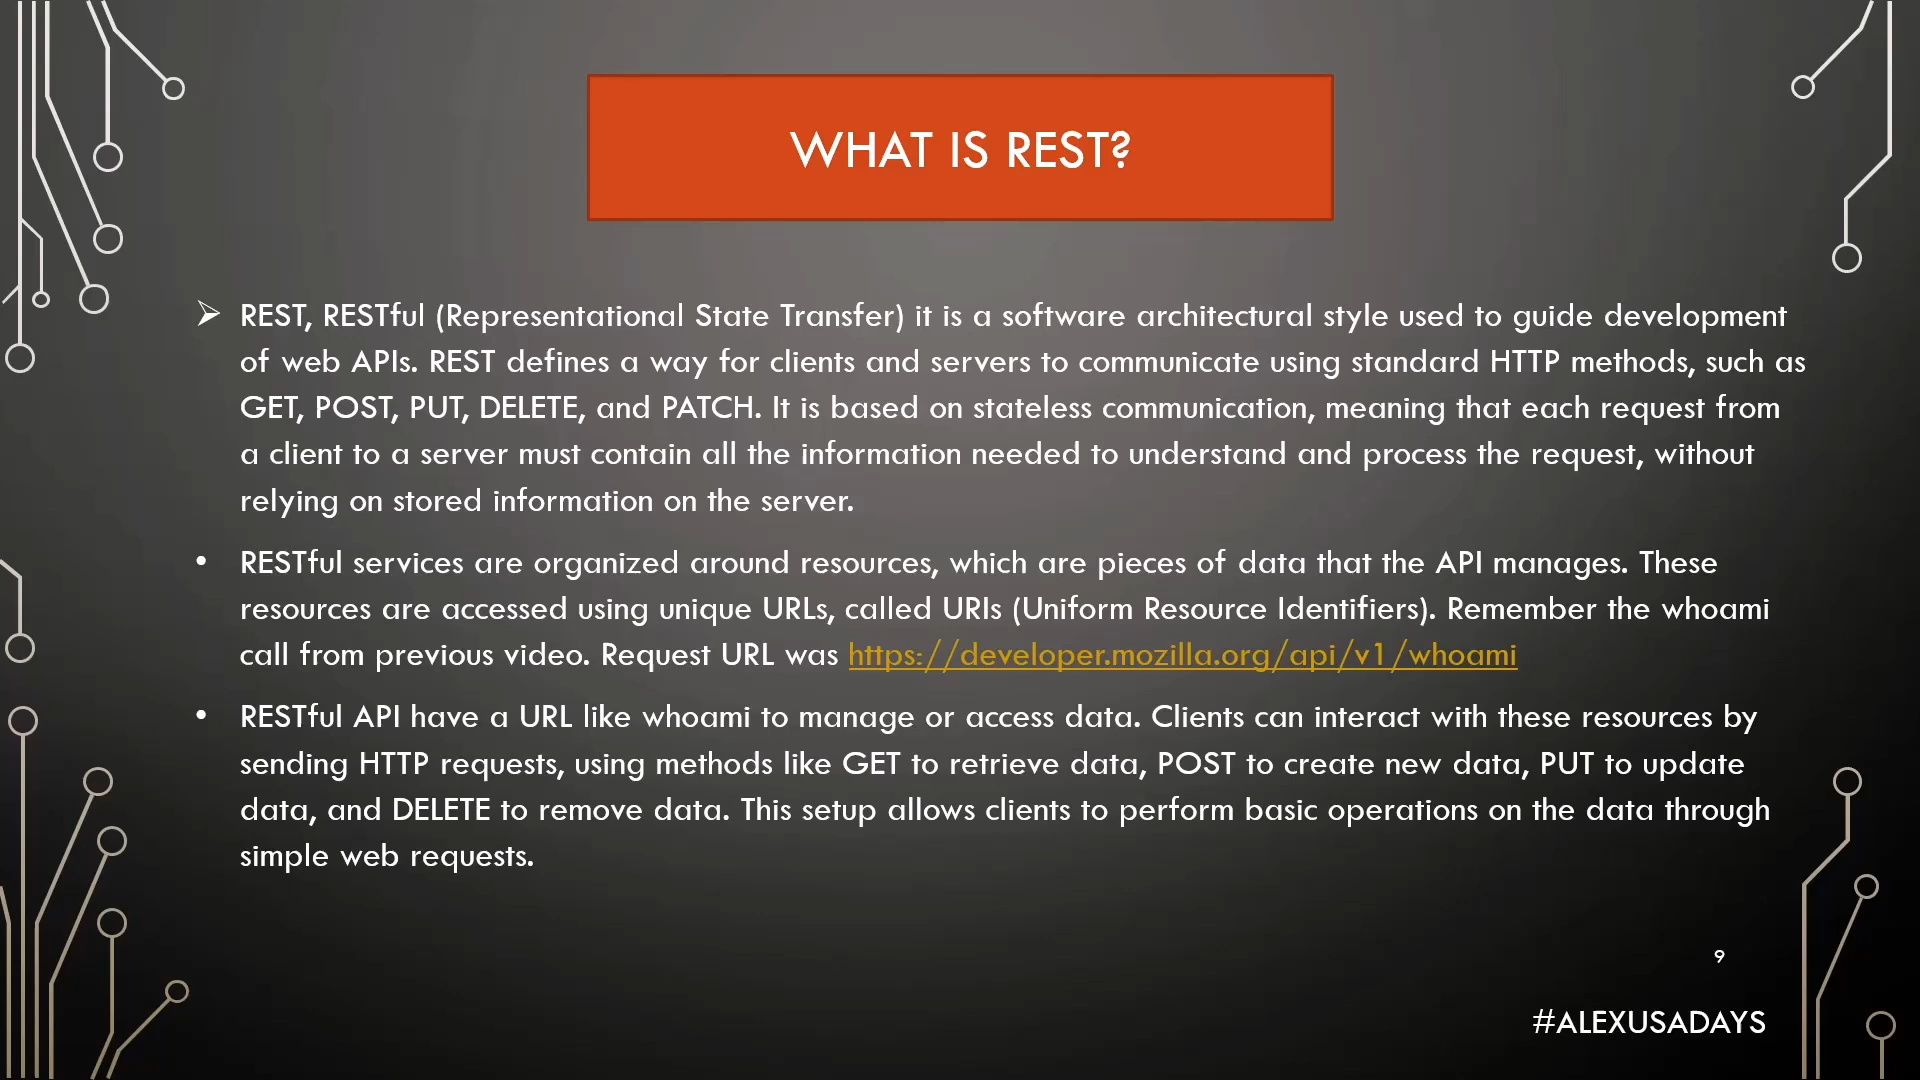 WHAT IS REST?
➢ REST, RESTful (Representational State Transfer) it is a software architectural style used to guide development
of web APIs. REST defines a way for clients and servers to communicate using standard HTTP methods, such as
GET, POST, PUT, DELETE, and PATCH. It is based on stateless communication, meaning that each request from
a client to a server must contain all the information needed to understand and process the request, without
relying on stored information on the server.
• RESTful services are organized around resources, which are pieces of data that the API manages. These
resources are accessed using unique URLs, called URIs (Uniform Resource Identifiers). Remember the whoami
call from previous video. Request URL was https://developer.mozilla.org/api/v1/whoami
• RESTful API have a URL like whoami to manage or access data. Clients can interact with these resources by
sending HTTP requests, using methods like GET to retrieve data, POST to create new data, PUT to update
data, and DELETE to remove data. This setup allows clients to perform basic operations on the data through
simple web requests.
9
#ALEXUSADAYS